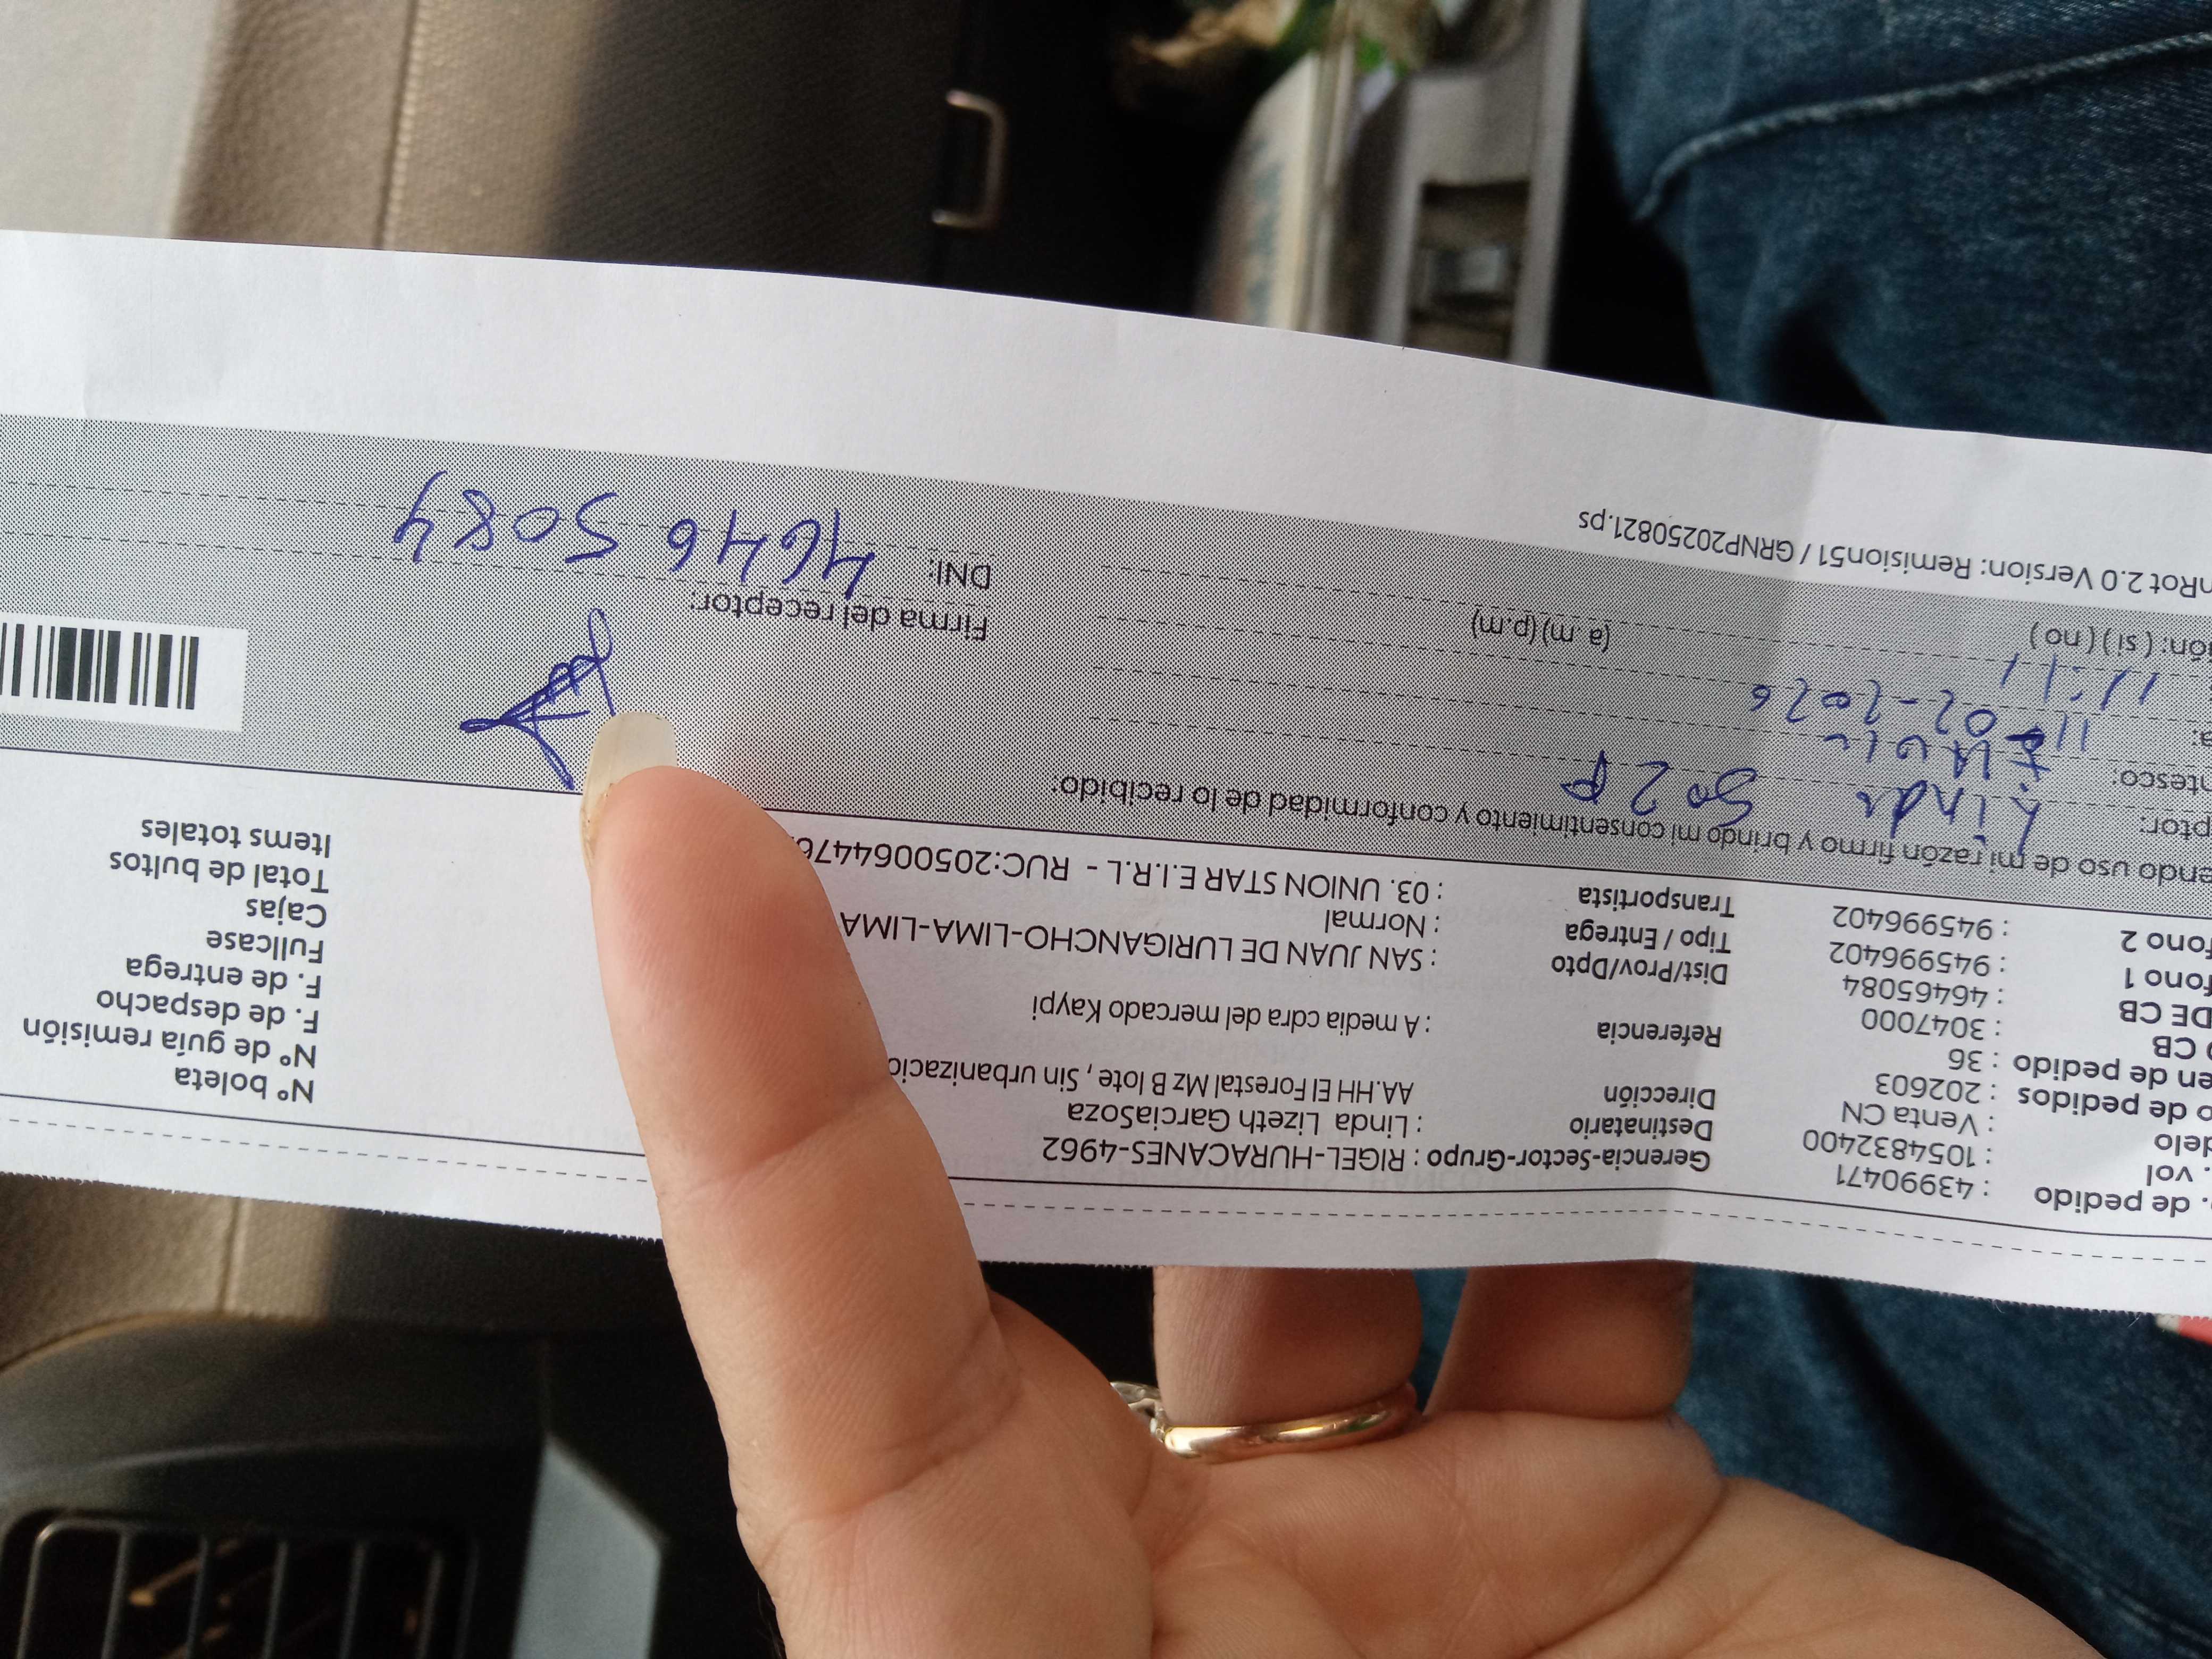 . de pedido : 43990471
. vol : 1054832400
delo : Venta CN
o de pedidos : 202603
en de pedido : 36
CB : 3047000
DE CB : 46465084
fono 1 : 945996402
fono 2 : 945996402
Gerencia-Sector-Grupo : RIGEL-HURACANES-4962
Destinatario : Linda Lizeth GarciaSoza
Dirección AA.HH El Forestal Mz B lote , Sin urbanizació
Referencia : A media cdra del mercado Kaypi
Dist/Prov/Dpto : SAN JUAN DE LURIGANCHO-LIMA-LIMA
Tipo / Entrega : Normal
Transportista : 03. UNION STAR E.I.R.L - RUC:2050064476
Nº boleta
Nº de guía remisión
F. de despacho
F. de entrega
Fullcase
Cajas
Total de bultos
Items totales
endo uso de mi razón firmo y brindo mi consentimiento y conformidad de lo recibido:
ptor: Linda
ntesco:
a: 11-02-2026
11:11 (a m) (p.m)
ón: ( si ) ( no )
Firma del receptor:
DNI: 46465084
nRot 2.0 Version: Remision51 / GRNP20250821.ps